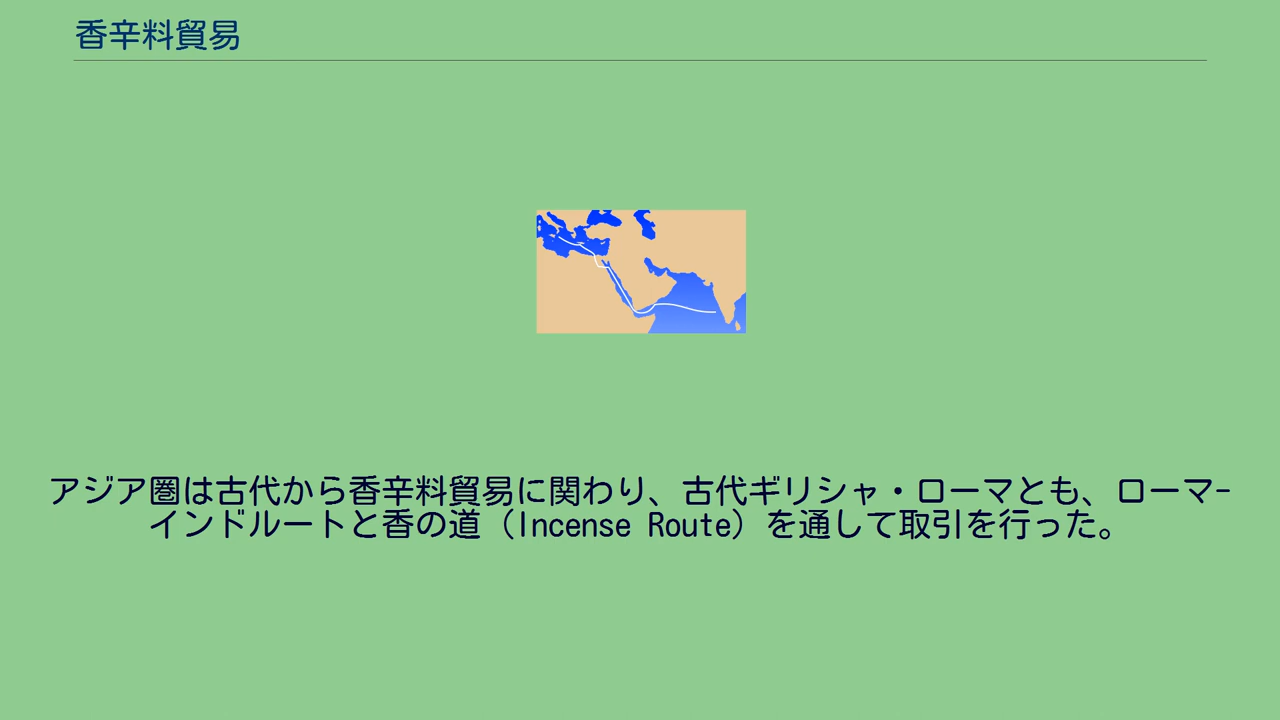 香辛料貿易
アジア圏は古代から香辛料貿易に関わり、古代ギリシャ・ローマとも、ローマ-
インドルートと香の道（Incense Route）を通して取引を行った。